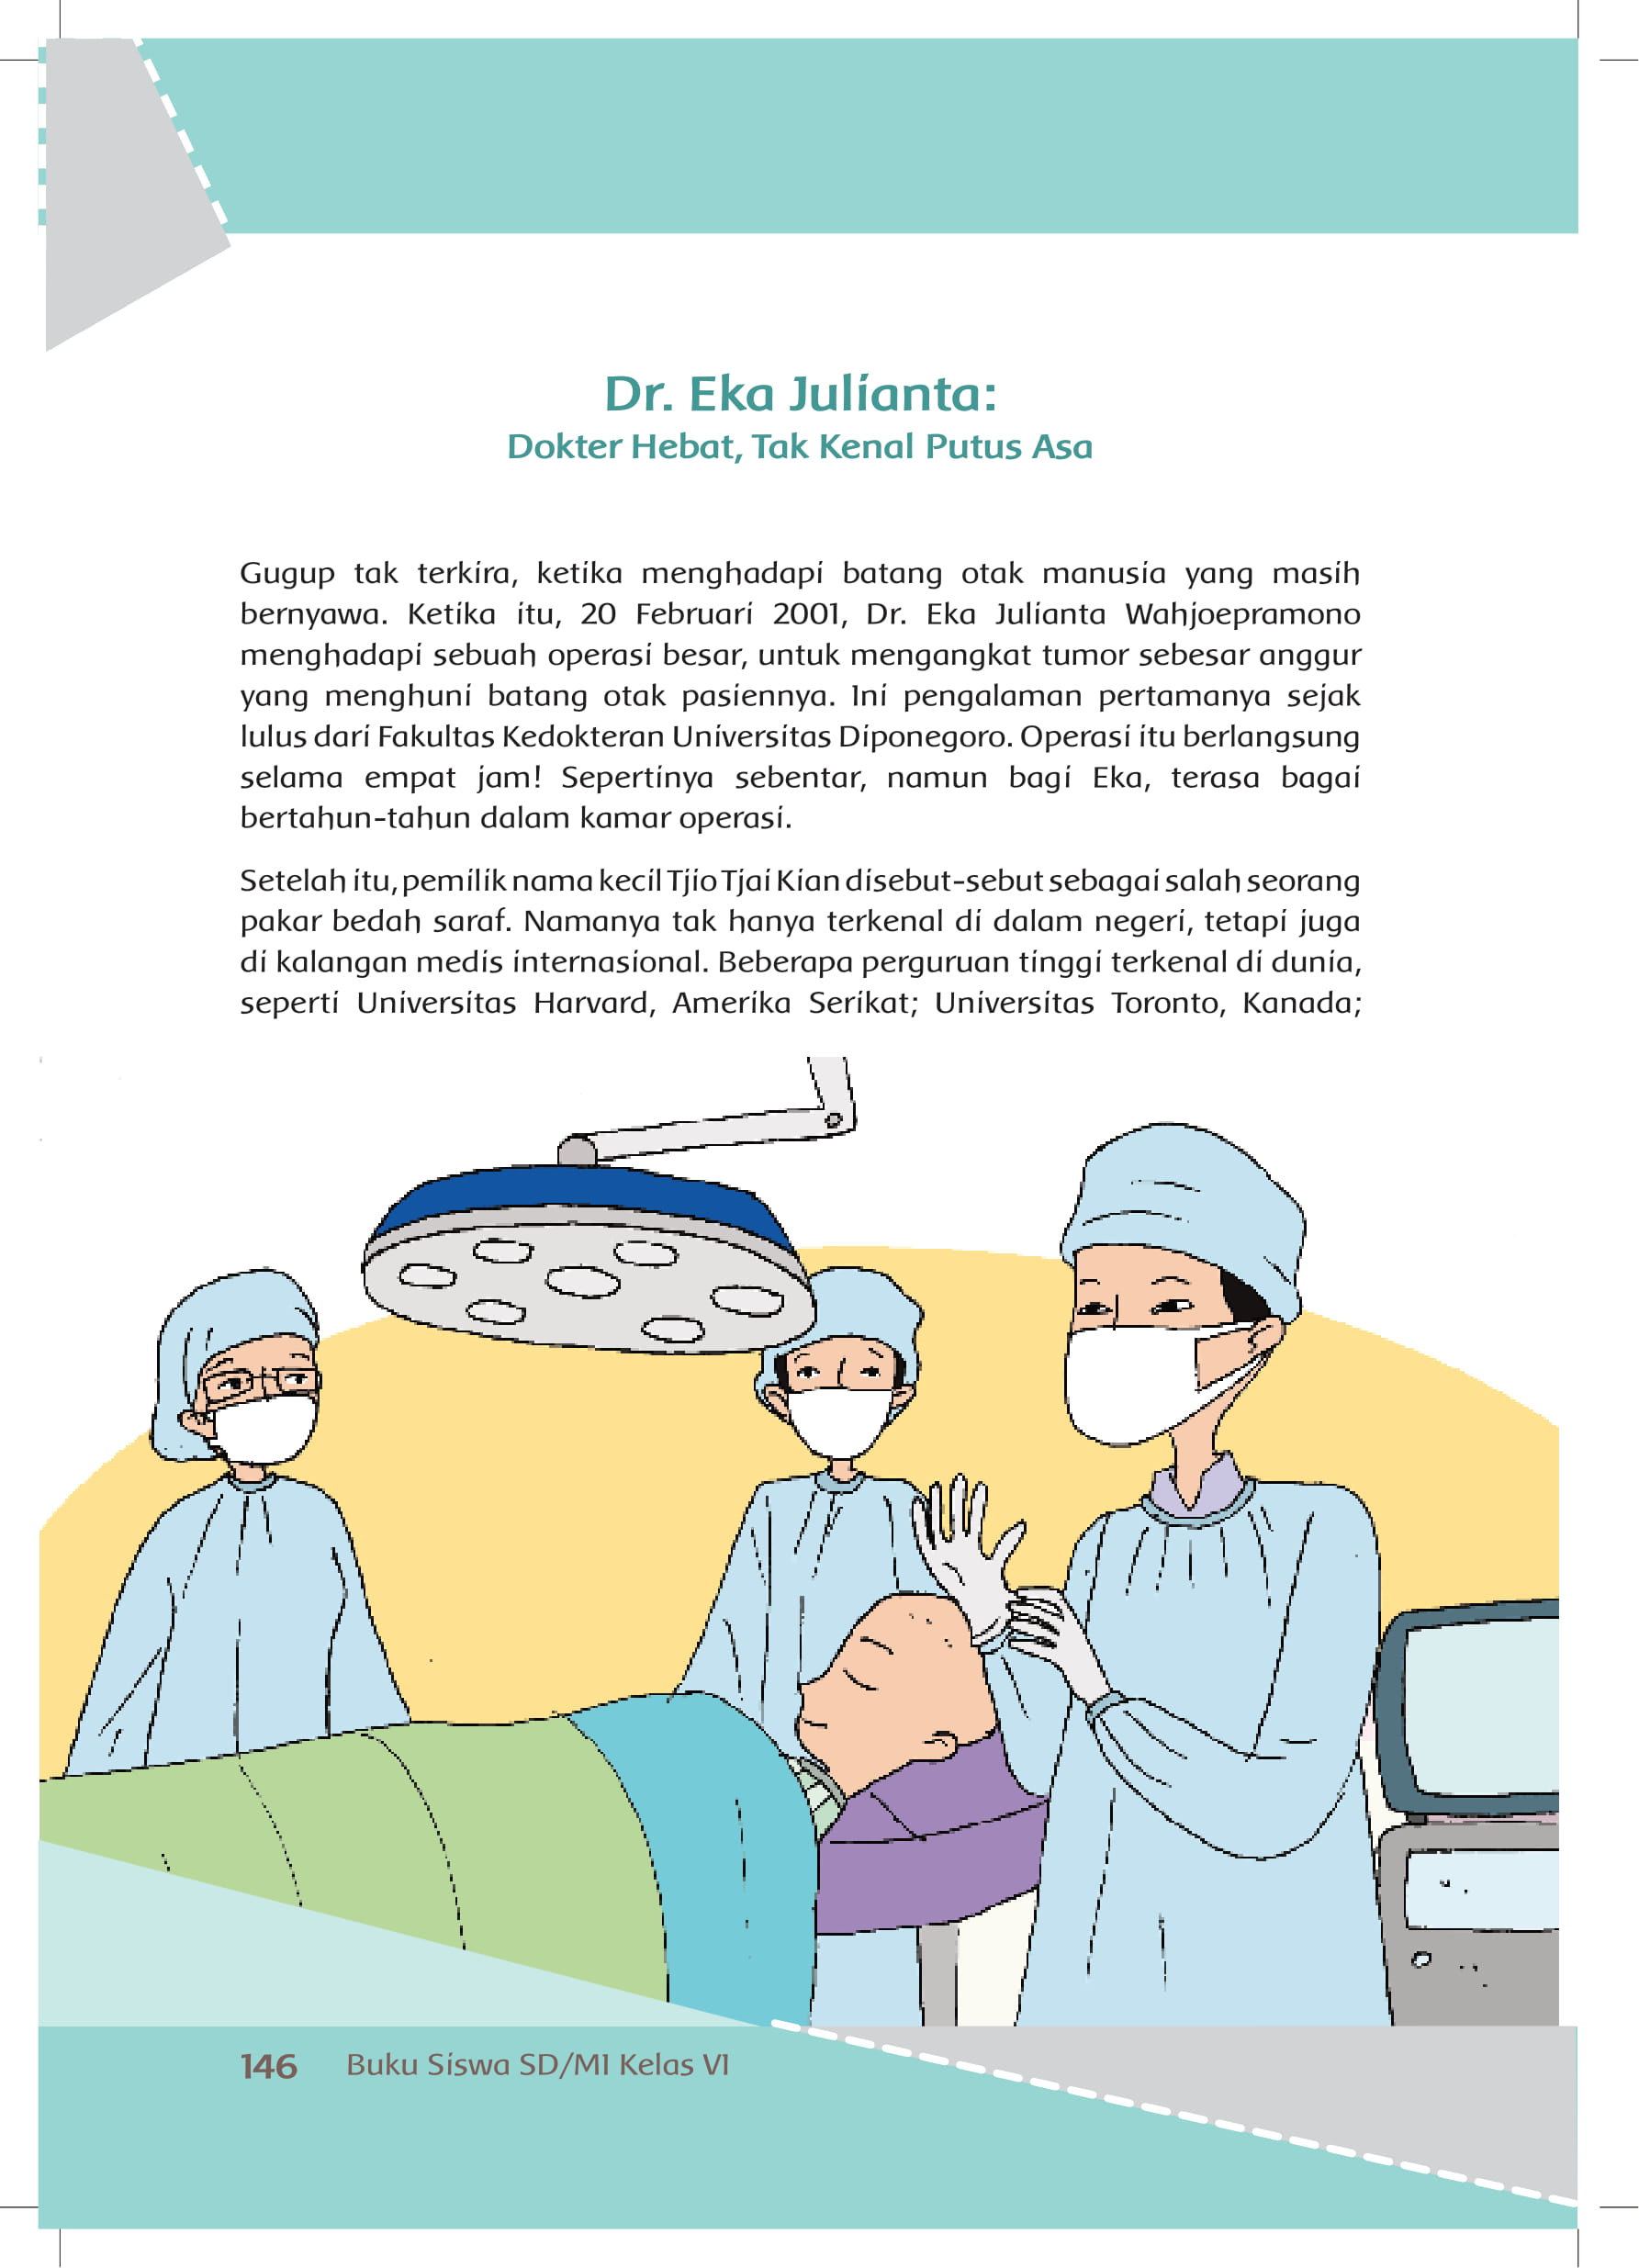 Dr. Eka Julianta:
Dokter Hebat, Tak Kenal Putus Asa
Gugup tak terkira, ketika menghadapi batang otak manusia yang masih
bernyawa. Ketika itu, 20 Februari 2001, Dr. Eka Julianta Wahjoepramono
menghadapi sebuah operasi besar, untuk mengangkat tumor sebesar anggur
yang menghuni batang otak pasiennya. Ini pengalaman pertamanya sejak
lulus dari Fakultas Kedokteran Universitas Diponegoro. Operasi itu berlangsung
selama empat jam! Sepertinya sebentar, namun bagi Eka, terasa bagai
bertahun-tahun dalam kamar operasi.
Setelah itu, pemilik nama kecil Tjio Tjai Kian disebut-sebut sebagai salah seorang
pakar bedah saraf. Namanya tak hanya terkenal di dalam negeri, tetapi juga
di kalangan medis internasional. Beberapa perguruan tinggi terkenal di dunia,
seperti Universitas Harvard, Amerika Serikat; Universitas Toronto, Kanada;
146 Buku Siswa SD/MI Kelas VI